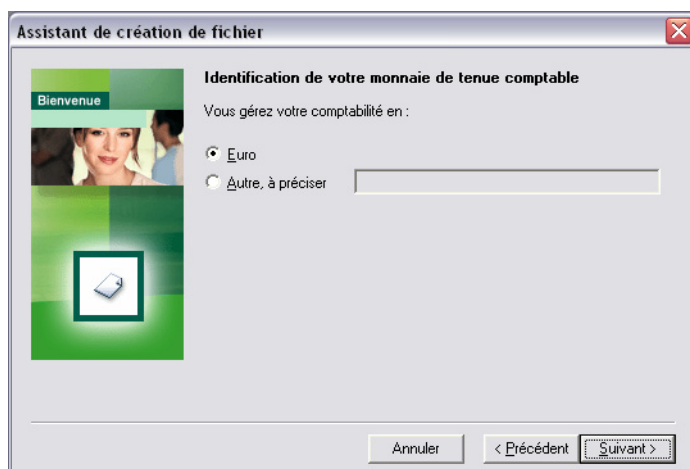 Assistant de création de fichier
Bienvenue
Identification de votre monnaie de tenue comptable
Vous gérez votre comptabilité en :
Euro
Autre, à préciser
Annuler
< Précédent
Suivant >